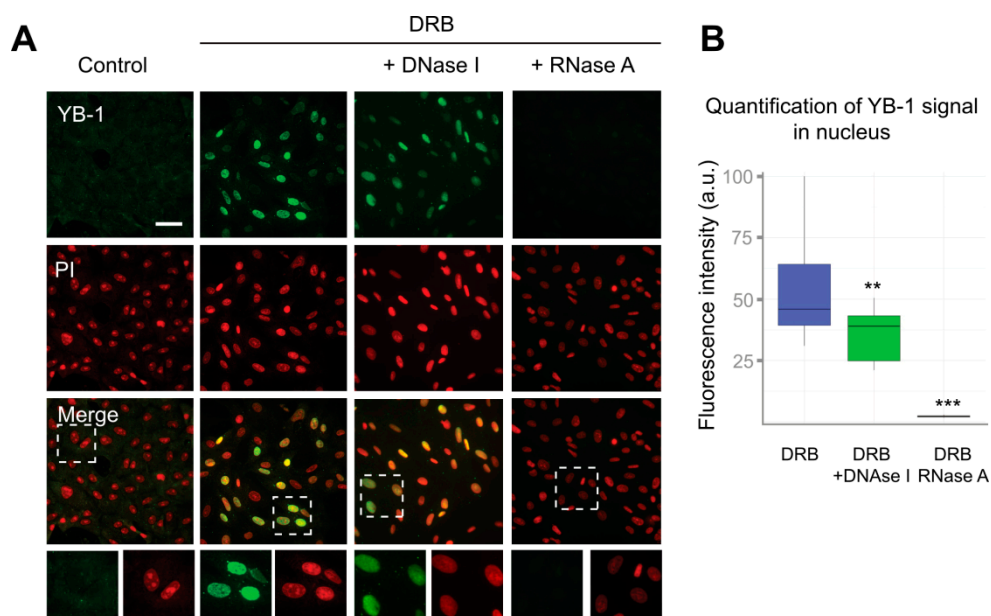 A
DRB
Control
+ DNase I
+ RNase A
YB-1
PI
Merge
B
Quantification of YB-1 signal
in nucleus
Fluorescence intensity (a.u.)
100
75
50
25
**
***
DRB
DRB
+DNAse I
DRB
RNase A